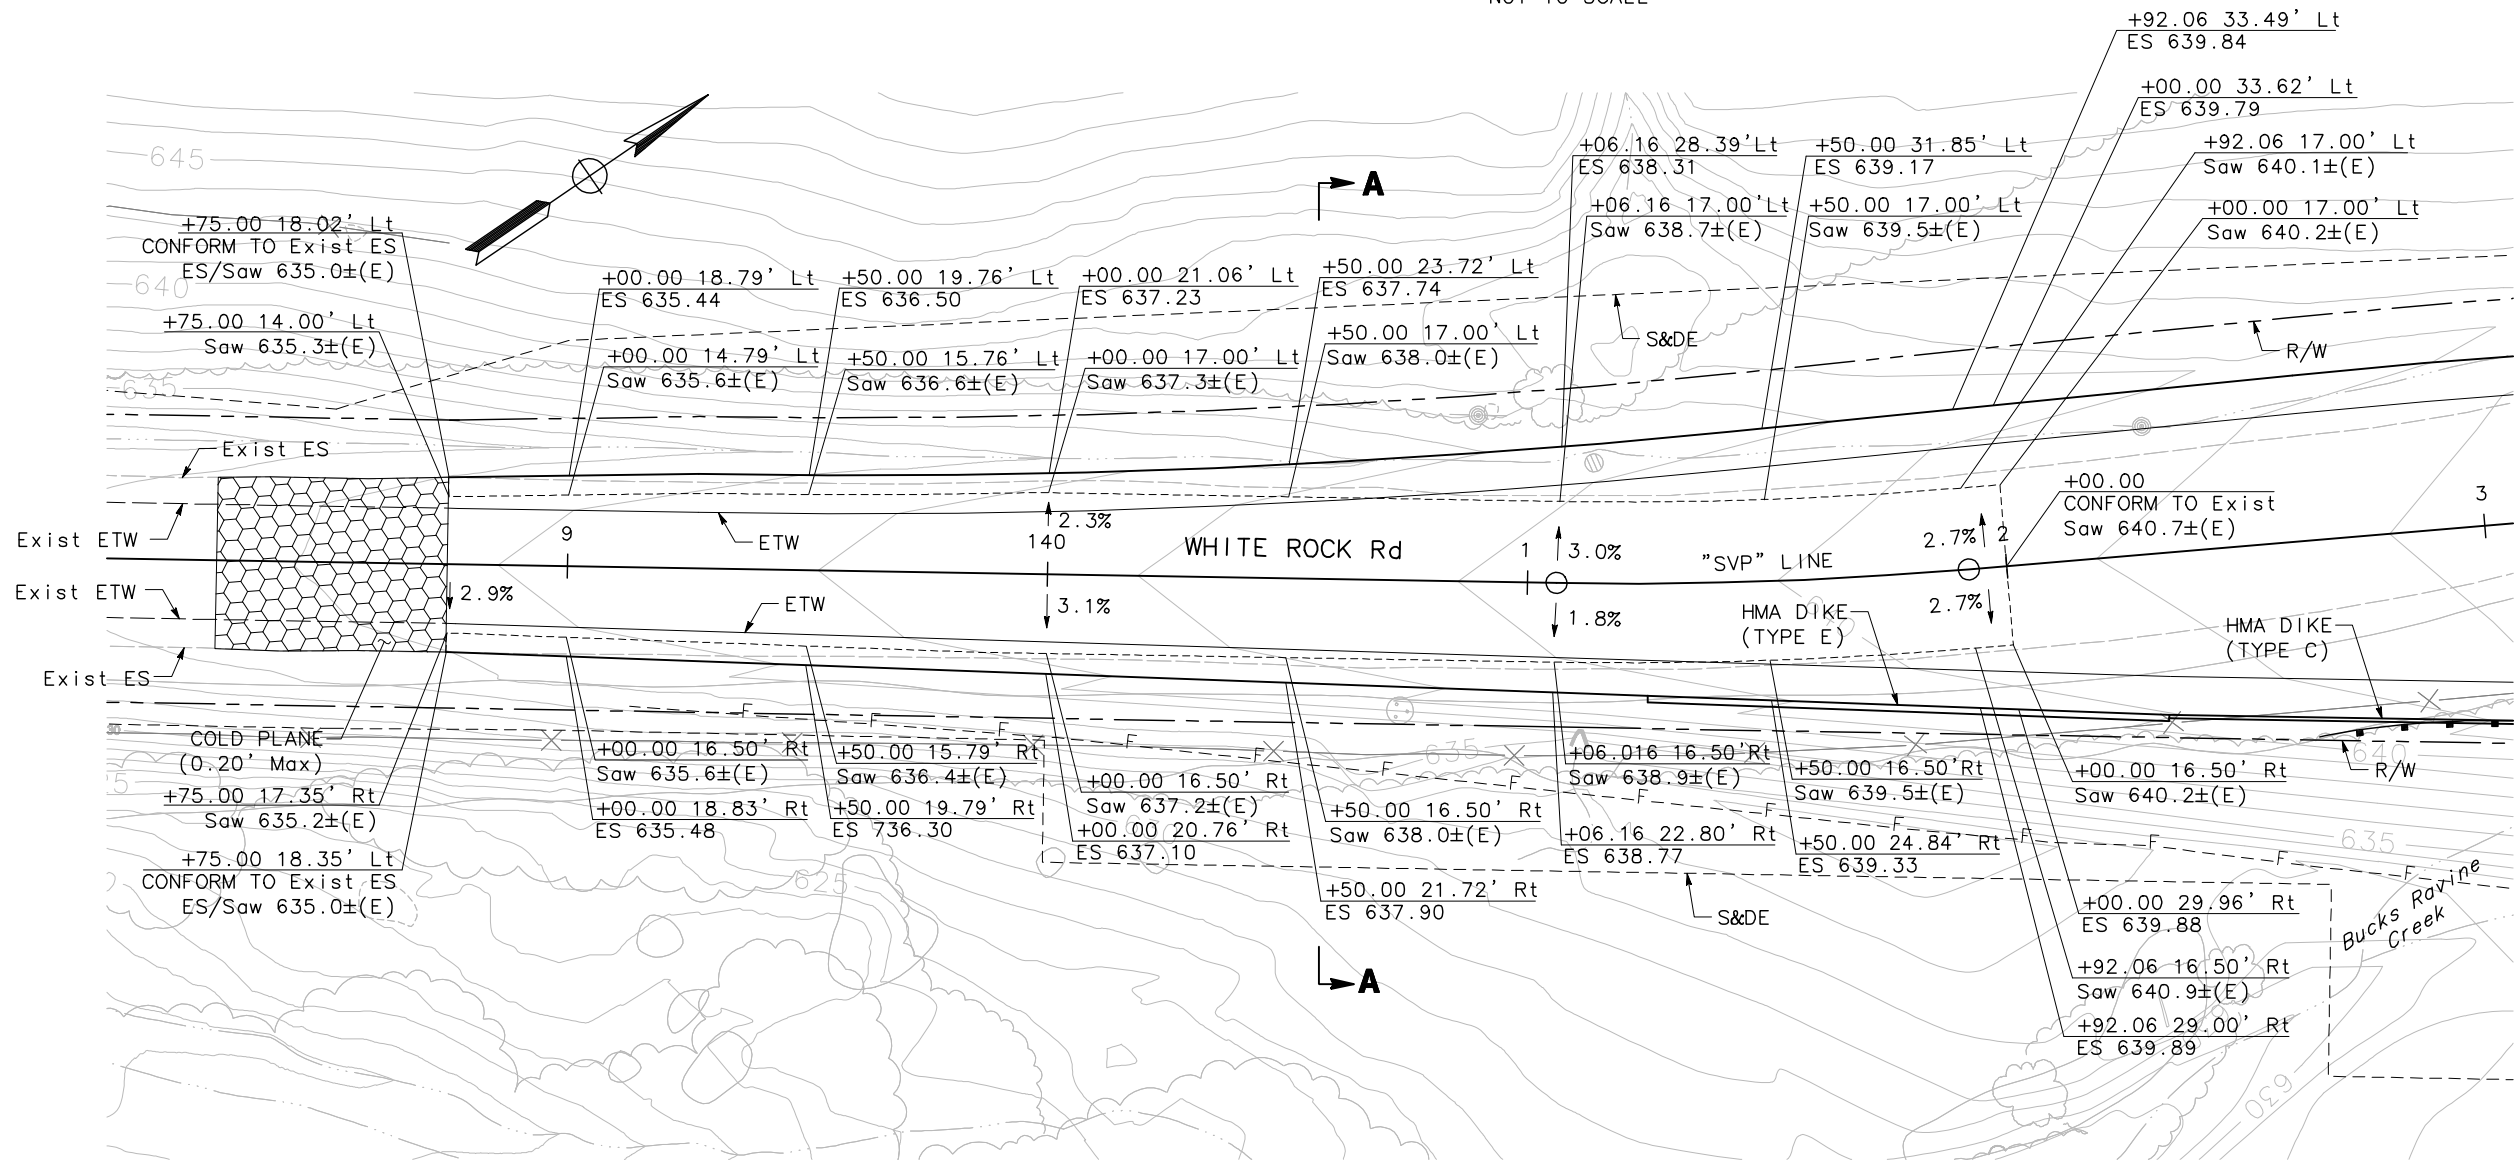 +92.06 33.49' Lt
ES 639.84
+00.00 33.62' Lt
ES 639.79
+92.06 17.00' Lt
Saw 640.1±(E)
+00.00 17.00' Lt
Saw 640.2±(E)
+06.16 28.39'Lt
ES 638.31
+50.00 31.85' Lt
ES 639.17
+06.16 17.00'Lt
Saw 638.7±(E)
+50.00 17.00' Lt
Saw 639.5±(E)
645
640
635
A
+75.00 18.02' Lt
CONFORM TO Exist ES
ES/Saw 635.0±(E)
+75.00 14.00' Lt
Saw 635.3±(E)
+00.00 18.79' Lt
ES 635.44
+50.00 19.76' Lt
ES 636.50
+00.00 21.06' Lt
ES 637.23
+50.00 23.72' Lt
ES 637.74
+00.00 14.79' Lt
Saw 635.6±(E)
+50.00 15.76' Lt
Saw 636.6±(E)
+00.00 17.00' Lt
Saw 637.3±(E)
+50.00 17.00' Lt
Saw 638.0±(E)
S&DE
R/W
Exist ES
Exist ETW
Exist ETW
Exist ES
9
ETW
2.3%
140
WHITE ROCK Rd
1
3.0%
"SVP" LINE
2.7%
2
+00.00
CONFORM TO Exist
Saw 640.7±(E)
3
2.9%
ETW
3.1%
1.8%
2.7%
HMA DIKE
(TYPE E)
HMA DIKE
(TYPE C)
F
F
F
F
F
F
F
F
F
F
F
F
F
F
COLD PLANE
(0.20' Max)
+75.00 17.35' Rt
Saw 635.2±(E)
+75.00 18.35' Lt
CONFORM TO Exist ES
ES/Saw 635.0±(E)
+00.00 16.50' Rt
Saw 635.6±(E)
+00.00 18.83' Rt
ES 635.48
+50.00 15.79' Rt
Saw 636.4±(E)
+50.00 19.79' Rt
ES 736.30
+00.00 16.50' Rt
Saw 637.2±(E)
+00.00 20.76' Rt
ES 637.10
+50.00 16.50' Rt
Saw 638.0±(E)
+50.00 21.72' Rt
ES 637.90
635
+06.016 16.50'Rt
Saw 638.9±(E)
+06.16 22.80' Rt
ES 638.77
+50.00 16.50'Rt
Saw 639.5±(E)
+50.00 24.84' Rt
ES 639.33
+00.00 16.50' Rt
Saw 640.2±(E)
640
R/W
635
625
S&DE
+00.00 29.96' Rt
ES 639.88
+92.06 16.50' Rt
Saw 640.9±(E)
+92.06 29.00' Rt
ES 639.89
Bucks Ravine
Creek
A
630